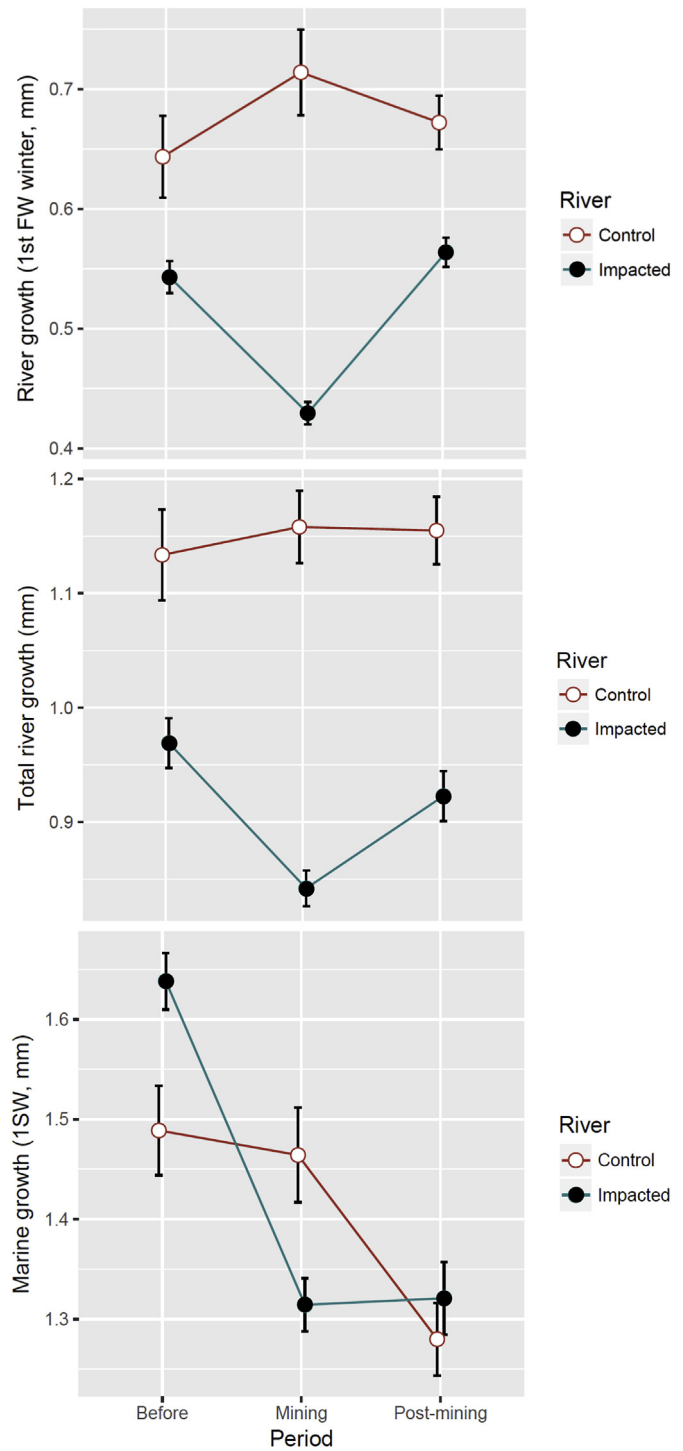 River growth (1st FW winter, mm)
0.7
0.6
0.5
0.4
River
Control
Impacted
Total river growth (mm)
1.2
1.1
1.0
0.9
River
Control
Impacted
Marine growth (1SW, mm)
1.6
1.5
1.4
1.3
River
Control
Impacted
Before Mining Post-mining
Period